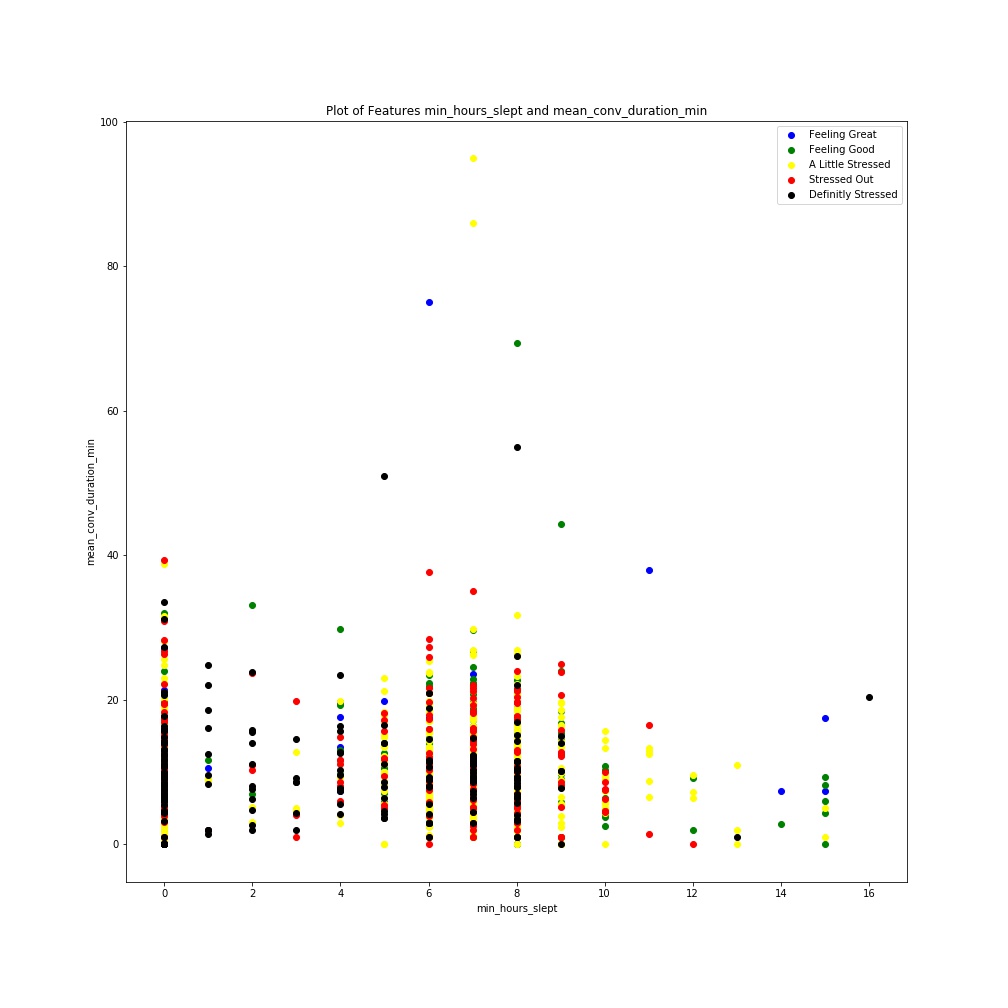 Plot of Features min_hours_slept and mean_conv_duration_min
Feeling Great
Feeling Good
A Little Stressed
Stressed Out
Definitly Stressed
mean_conv_duration_min
100
80
60
40
20
0
0 2 4 6 8 10 12 14 16
min_hours_slept